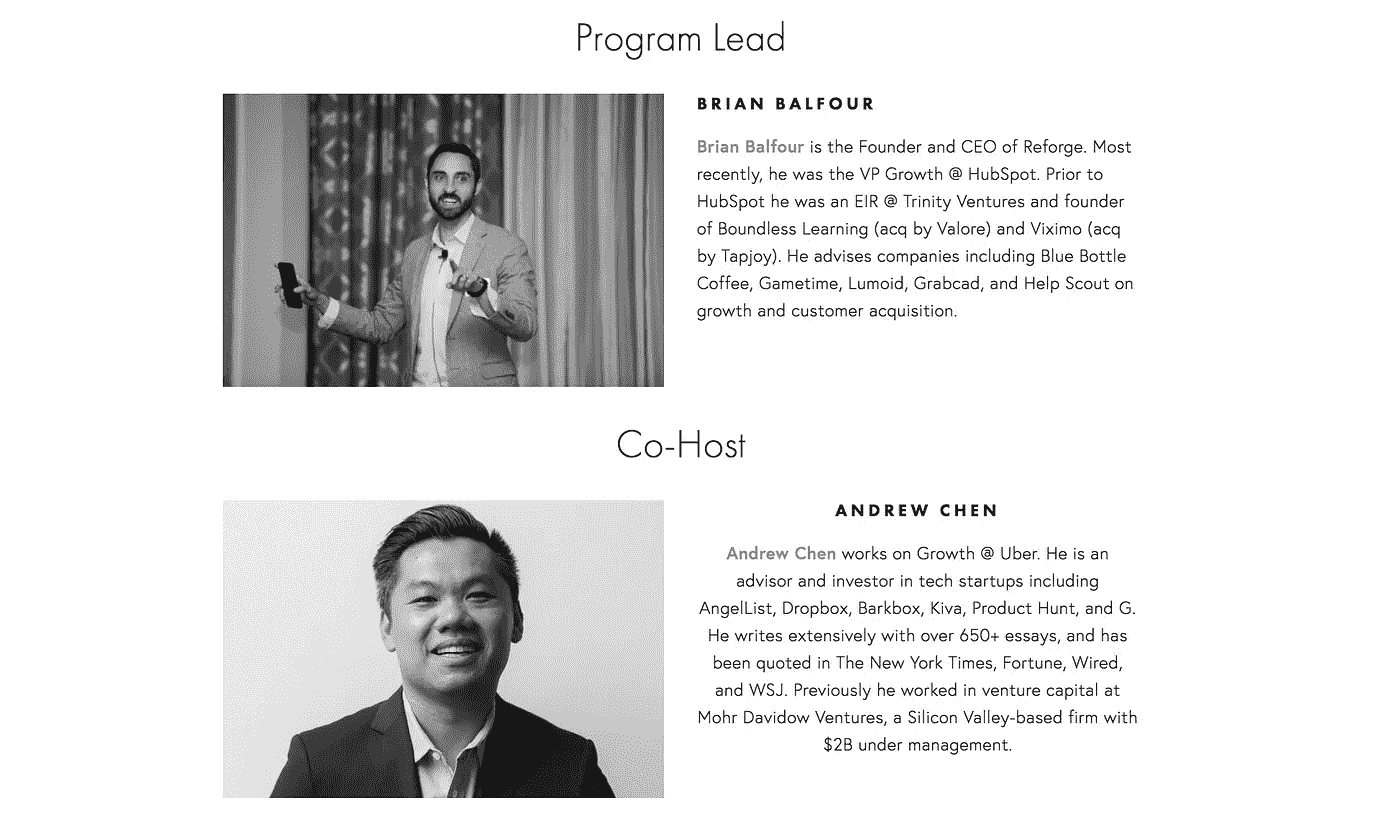 Program Lead
BRIAN BALFOUR
Brian Balfour is the Founder and CEO of Reforge. Most
recently, he was the VP Growth @ HubSpot. Prior to
HubSpot he was an EIR @ Trinity Ventures and founder
of Boundless Learning (acq by Valore) and Viximo (acq
by Tapjoy). He advises companies including Blue Bottle
Coffee, Gametime, Lumoid, Grabcad, and Help Scout on
growth and customer acquisition.
Co-Host
ANDREW CHEN
Andrew Chen works on Growth @ Uber. He is an
advisor and investor in tech startups including
AngelList, Dropbox, Barkbox, Kiva, Product Hunt, and G.
He writes extensively with over 650+ essays, and has
been quoted in The New York Times, Fortune, Wired,
and WSJ. Previously he worked in venture capital at
Mohr Davidow Ventures, a Silicon Valley-based firm with
$2B under management.